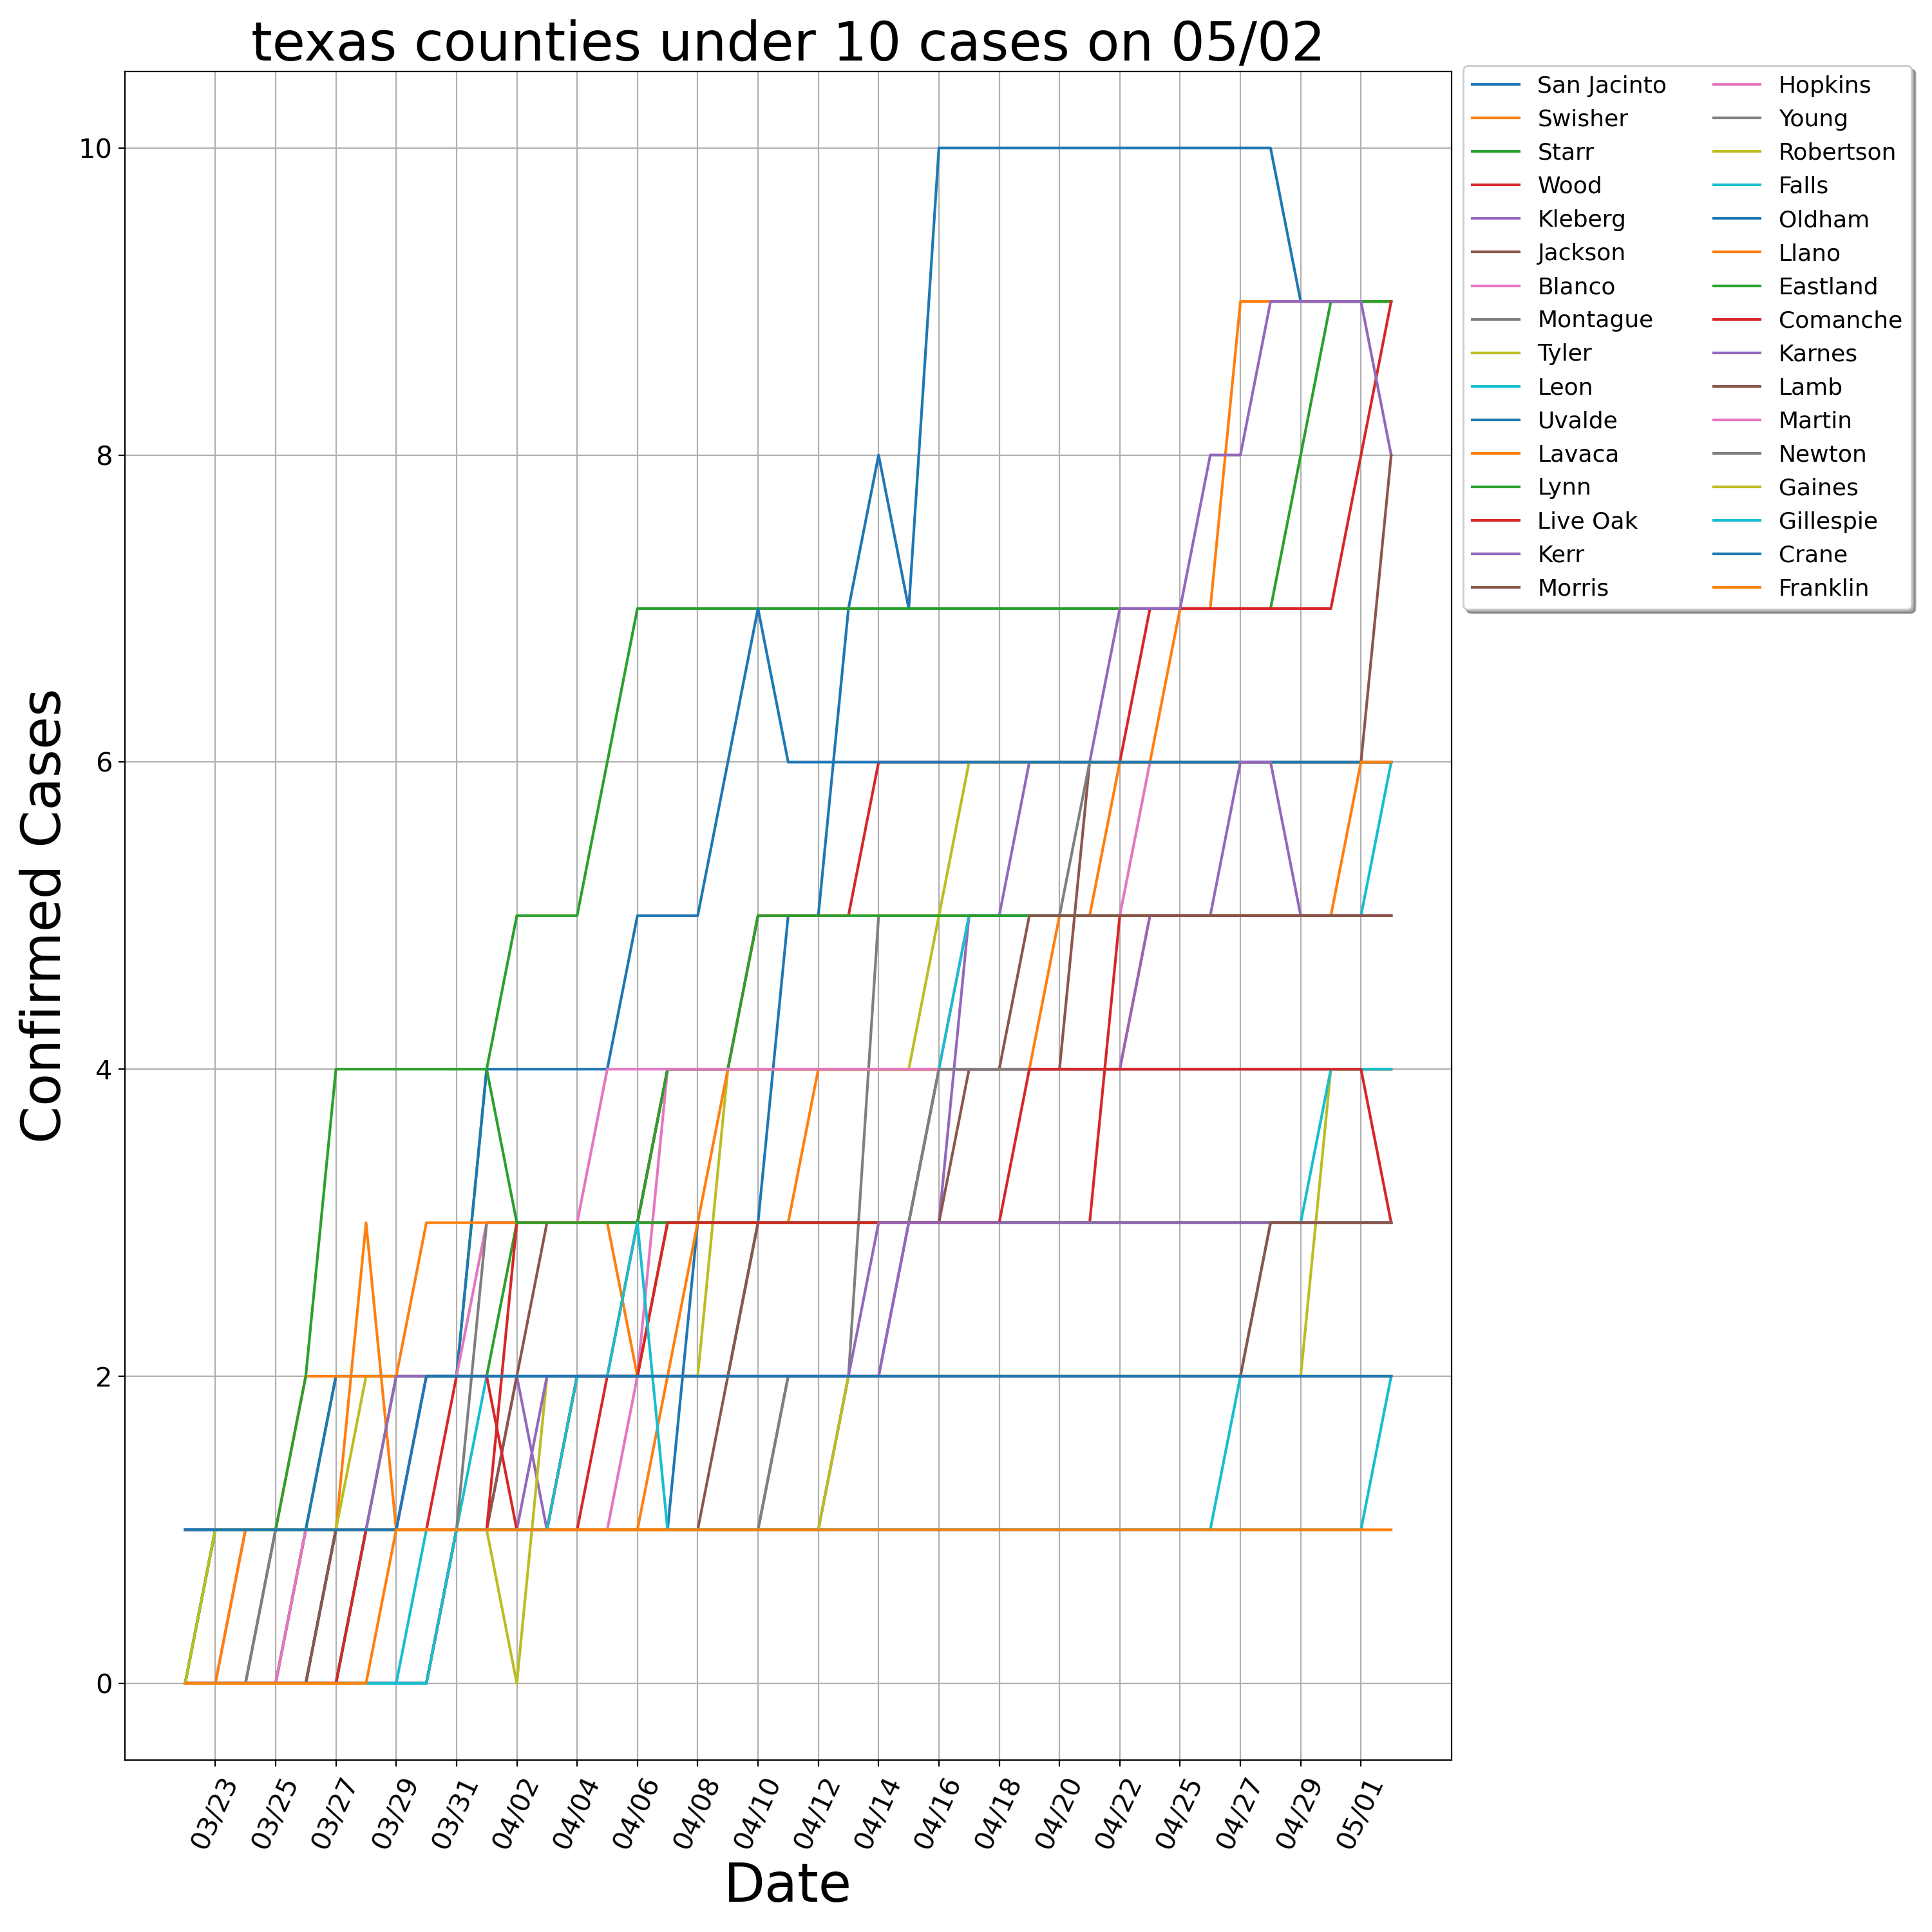 texas counties under 10 cases on 05/02
San Jacinto
Swisher
Starr
Wood
Kleberg
Jackson
Blanco
Montague
Tyler
Leon
Uvalde
Lavaca
Lynn
Live Oak
Kerr
Morris
Hopkins
Young
Robertson
Falls
Oldham
Llano
Eastland
Comanche
Karnes
Lamb
Martin
Newton
Gaines
Gillespie
Crane
Franklin
Confirmed Cases
10
8
6
4
2
0
03/23
03/25
03/27
03/29
03/31
04/02
04/04
04/06
04/08
04/10
04/12
04/14
04/16
04/18
04/20
04/22
04/25
04/27
04/29
05/01
Date